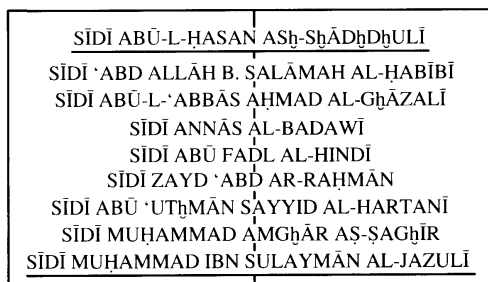 SĪDĪ ABŪ-L-ḤASAN ASẖ-SẖĀDẖDẖULĪ
SĪDĪ ‘ABD ALLĀH B. SALĀMAH AL-ḤABĪBĪ
SĪDĪ ABŪ-L-‘ABBĀS AḤMAD AL-GẖĀZALĪ
SĪDĪ ANNĀS AL-BADAWĪ
SĪDĪ ABŪ FADL AL-HINDĪ
SĪDĪ ZAYD ‘ABD AR-RAḤMĀN
SĪDĪ ABŪ ‘UTẖMĀN SAYYID AL-HARTANĪ
SĪDĪ MUḤAMMAD AMGẖĀR AṢ-ṢAGẖĪR
SĪDĪ MUḤAMMAD IBN SULAYMĀN AL-JAZULĪ